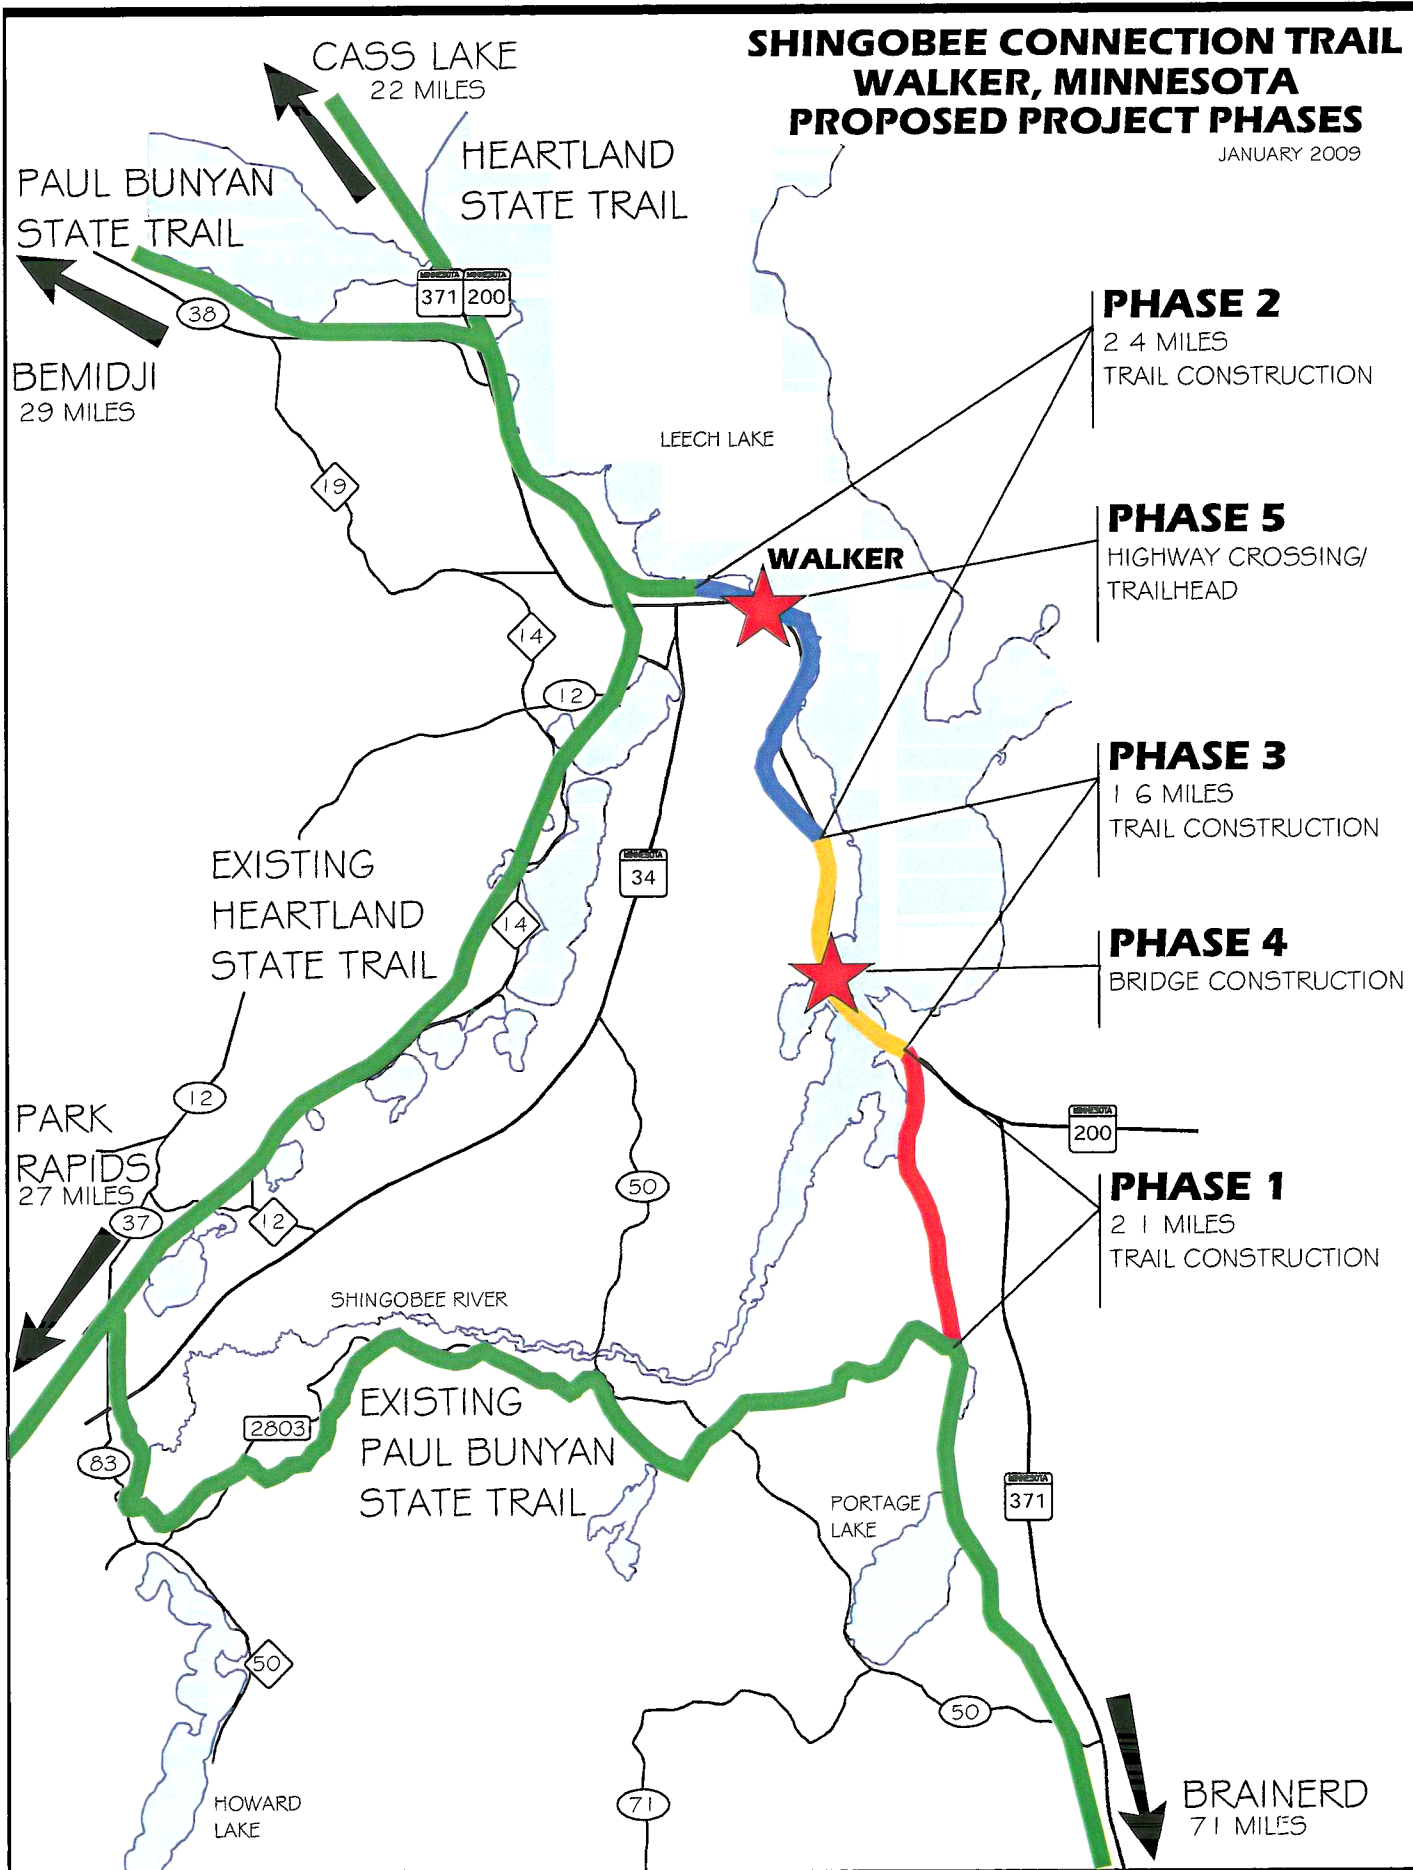 SHINGOBEE CONNECTION TRAIL
WALKER, MINNESOTA
PROPOSED PROJECT PHASES
JANUARY 2009
CASS LAKE
22 MILES
HEARTLAND
STATE TRAIL
PAUL BUNYAN
STATE TRAIL
MINNESOTA
371
MINNESOTA
200
38
BEMIDJI
29 MILES
PHASE 2
2 4 MILES
TRAIL CONSTRUCTION
LEECH LAKE
19
PHASE 5
HIGHWAY CROSSING/
TRAILHEAD
WALKER
14
12
PHASE 3
1 6 MILES
TRAIL CONSTRUCTION
EXISTING
HEARTLAND
STATE TRAIL
MINNESOTA
34
14
PHASE 4
BRIDGE CONSTRUCTION
12
PARK
RAPIDS
27 MILES
MINNESOTA
200
50
PHASE 1
2 1 MILES
TRAIL CONSTRUCTION
37
12
SHINGOBEE RIVER
2803
EXISTING
PAUL BUNYAN
STATE TRAIL
83
MINNESOTA
371
PORTAGE
LAKE
50
50
71
HOWARD
LAKE
BRAINERD
71 MILES